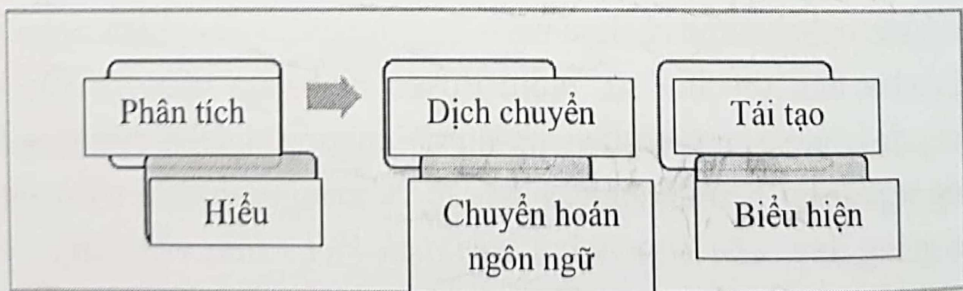 Phân tích
Dịch chuyển
Tái tạo
Hiểu
Chuyển hoán
ngôn ngữ
Biểu hiện